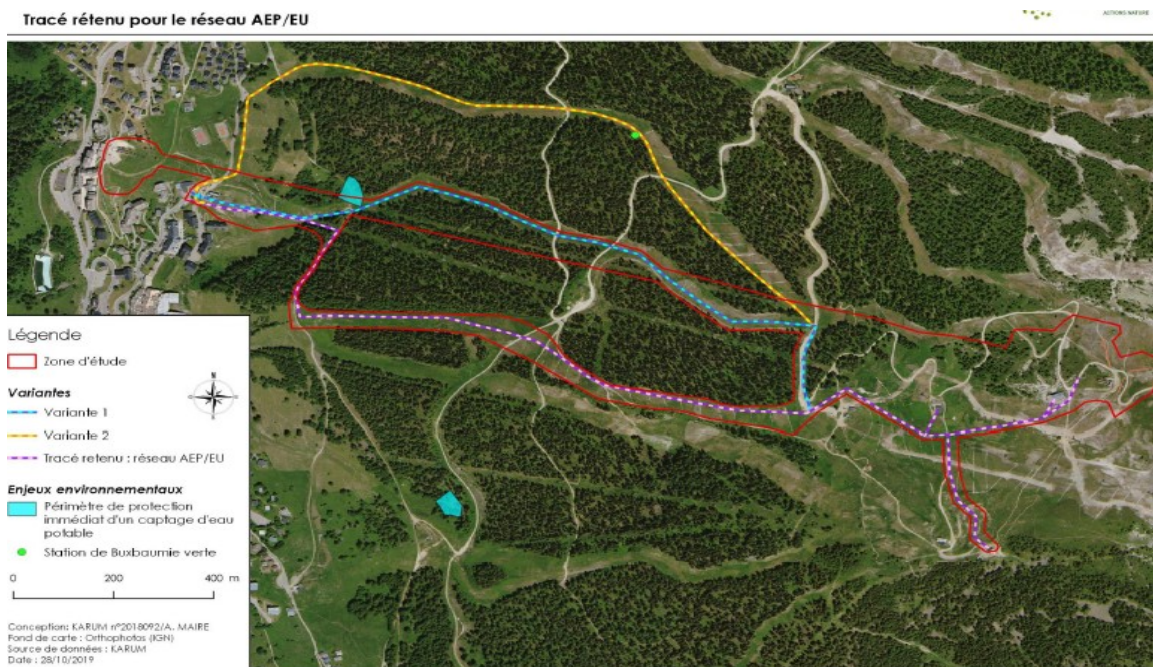 Tracé rétenu pour le réseau AEP/EU
ACTIONS NATURE
Légende
Zone d'étude
Variantes
Variante 1
Variante 2
Tracé retenu : réseau AEP/EU
Enjeux environnementaux
Périmètre de protection
immédiat d'un captage d'eau
potable
Station de Buxbaumie verte
N
0 200 400 m
Conception: KARUM n°2018092/A. MAIRE
Fond de carte : Orthophotos (IGN)
Source de données : KARUM
Date : 28/10/2019